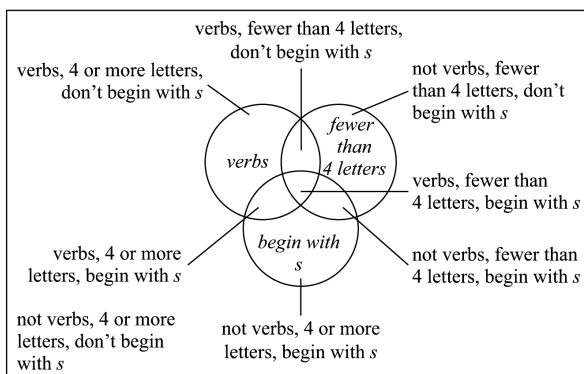 verbs, fewer than 4 letters,
don’t begin with s
verbs, 4 or more letters,
don’t begin with s
not verbs, fewer
than 4 letters, don’t
begin with s
fewer
than
4 letters
verbs
verbs, fewer than
4 letters, begin with s
begin with
s
verbs, 4 or more
letters, begin with s
not verbs, fewer than
4 letters, begin with s
not verbs, 4 or more
letters, don’t begin
with s
not verbs, 4 or more
letters, begin with s